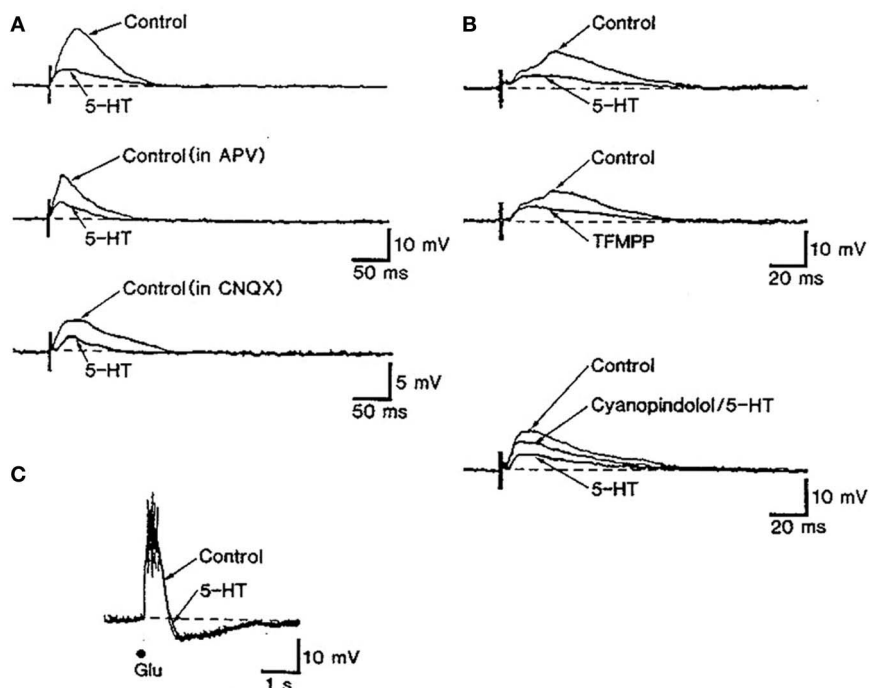 A
Control
5-HT
Control (in APV)
5-HT
10 mV
50 ms
Control (in CNQX)
5-HT
5 mV
50 ms
B
Control
5-HT
Control
TFMPP
10 mV
20 ms
Control
Cyanopindolol/5-HT
5-HT
10 mV
20 ms
C
Control
5-HT
Glu
10 mV
1 s